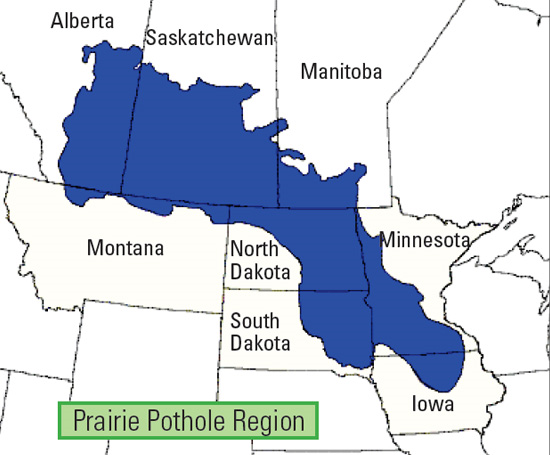 Alberta
Saskatchewan
Manitoba
Montana
North
Dakota
Minnesota
South
Dakota
Iowa
Prairie Pothole Region